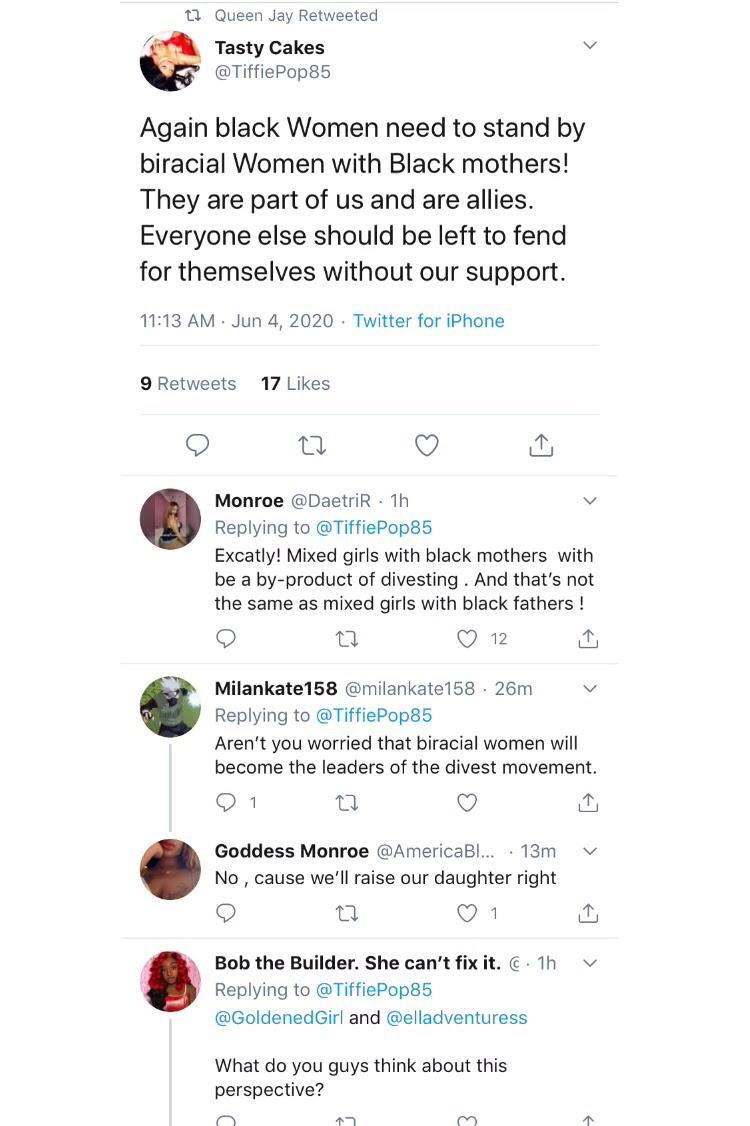 Queen Jay Retweeted
Tasty Cakes
@TiffiePop85
Again black Women need to stand by
biracial Women with Black mothers!
They are part of us and are allies.
Everyone else should be left to fend
for themselves without our support.
11:13 AM · Jun 4, 2020 · Twitter for iPhone
9 Retweets 17 Likes
Monroe @DaetriR · 1h
Replying to @TiffiePop85
Excatly! Mixed girls with black mothers with
be a by-product of divesting . And that’s not
the same as mixed girls with black fathers !
12
Milankate158 @milankate158 · 26m
Replying to @TiffiePop85
Aren’t you worried that biracial women will
become the leaders of the divest movement.
1
Goddess Monroe @AmericaBl... · 13m
No , cause we’ll raise our daughter right
1
Bob the Builder. She can’t fix it. @ · 1h
Replying to @TiffiePop85
@GoldenedGirl and @elladventuress
What do you guys think about this
perspective?